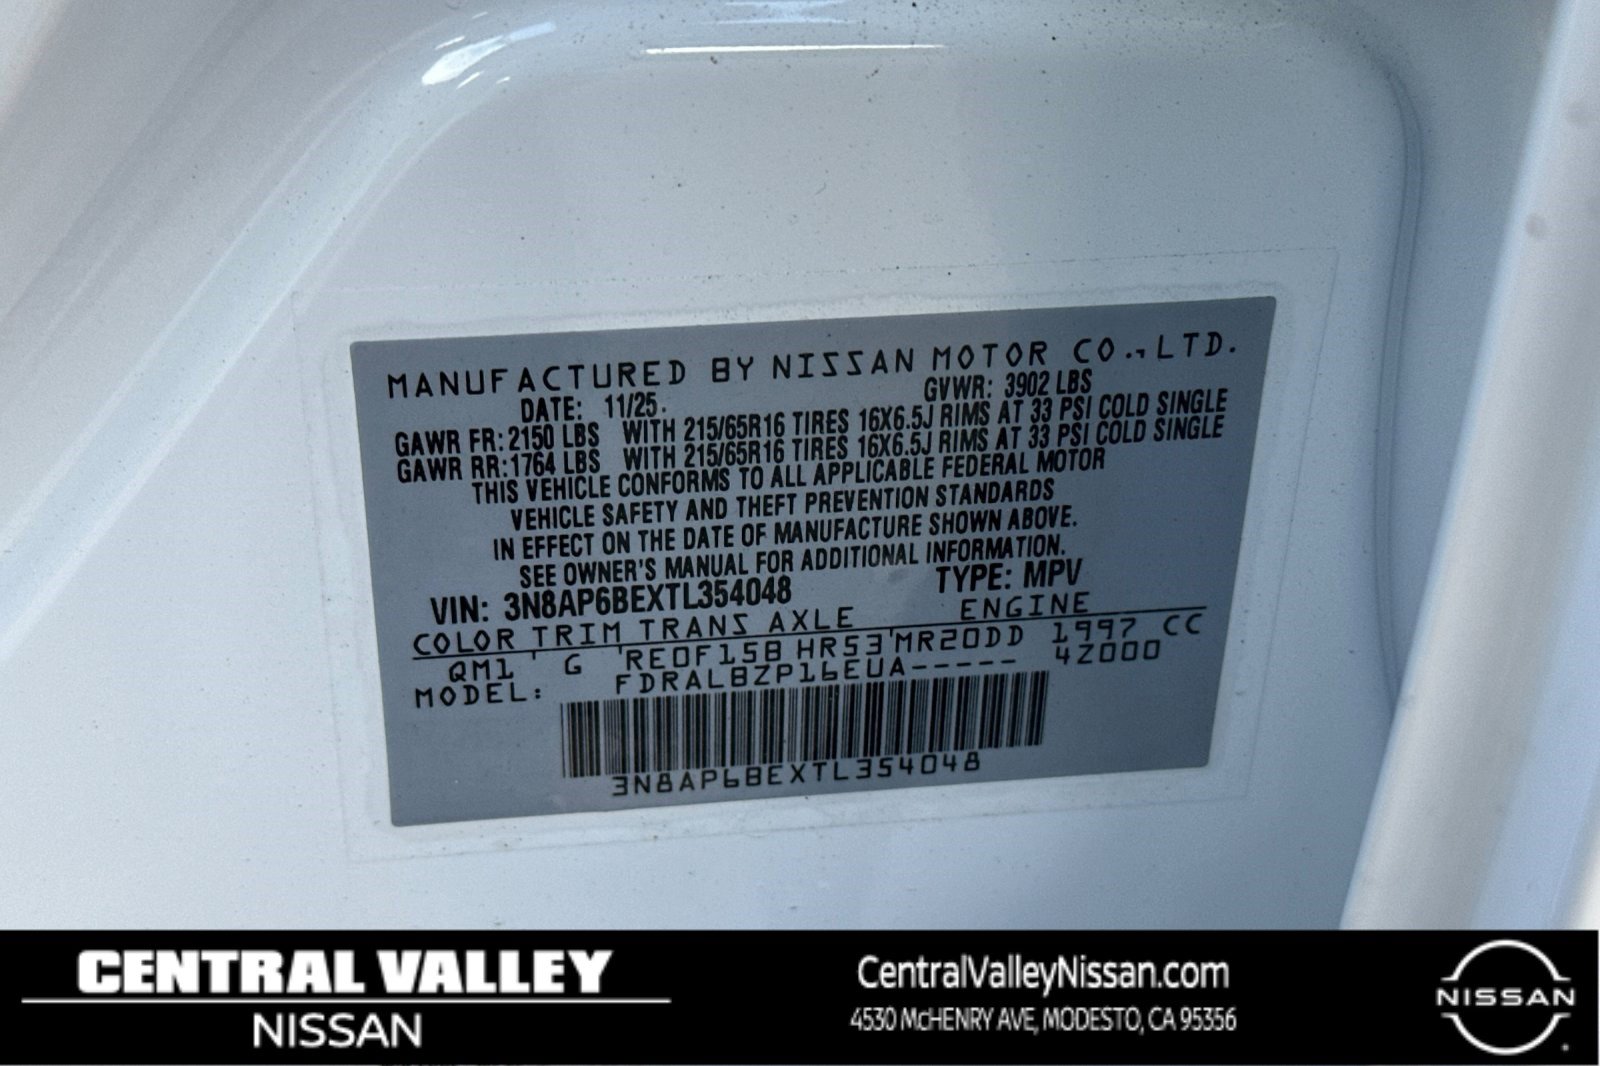 MANUFACTURED BY NISSAN MOTOR CO., LTD.
DATE: 11/25. GVWR: 3902 LBS
GAWR FR: 2150 LBS WITH 215/65R16 TIRES 16X6.5J RIMS AT 33 PSI COLD SINGLE
GAWR RR: 1764 LBS WITH 215/65R16 TIRES 16X6.5J RIMS AT 33 PSI COLD SINGLE
THIS VEHICLE CONFORMS TO ALL APPLICABLE FEDERAL MOTOR
VEHICLE SAFETY AND THEFT PREVENTION STANDARDS
IN EFFECT ON THE DATE OF MANUFACTURE SHOWN ABOVE.
SEE OWNER'S MANUAL FOR ADDITIONAL INFORMATION.
VIN: 3N8AP6BEXTL354048 TYPE: MPV
COLOR TRIM TRANS AXLE ENGINE
QM1 G RE0F15B HR53 MR20DD 1997 CC
MODEL: FDRALBZP16EUA----- 4Z000
3N8AP6BEXTL354048
CENTRAL VALLEY
NISSAN
CentralValleyNissan.com
4530 McHENRY AVE, MODESTO, CA 95356
NISSAN